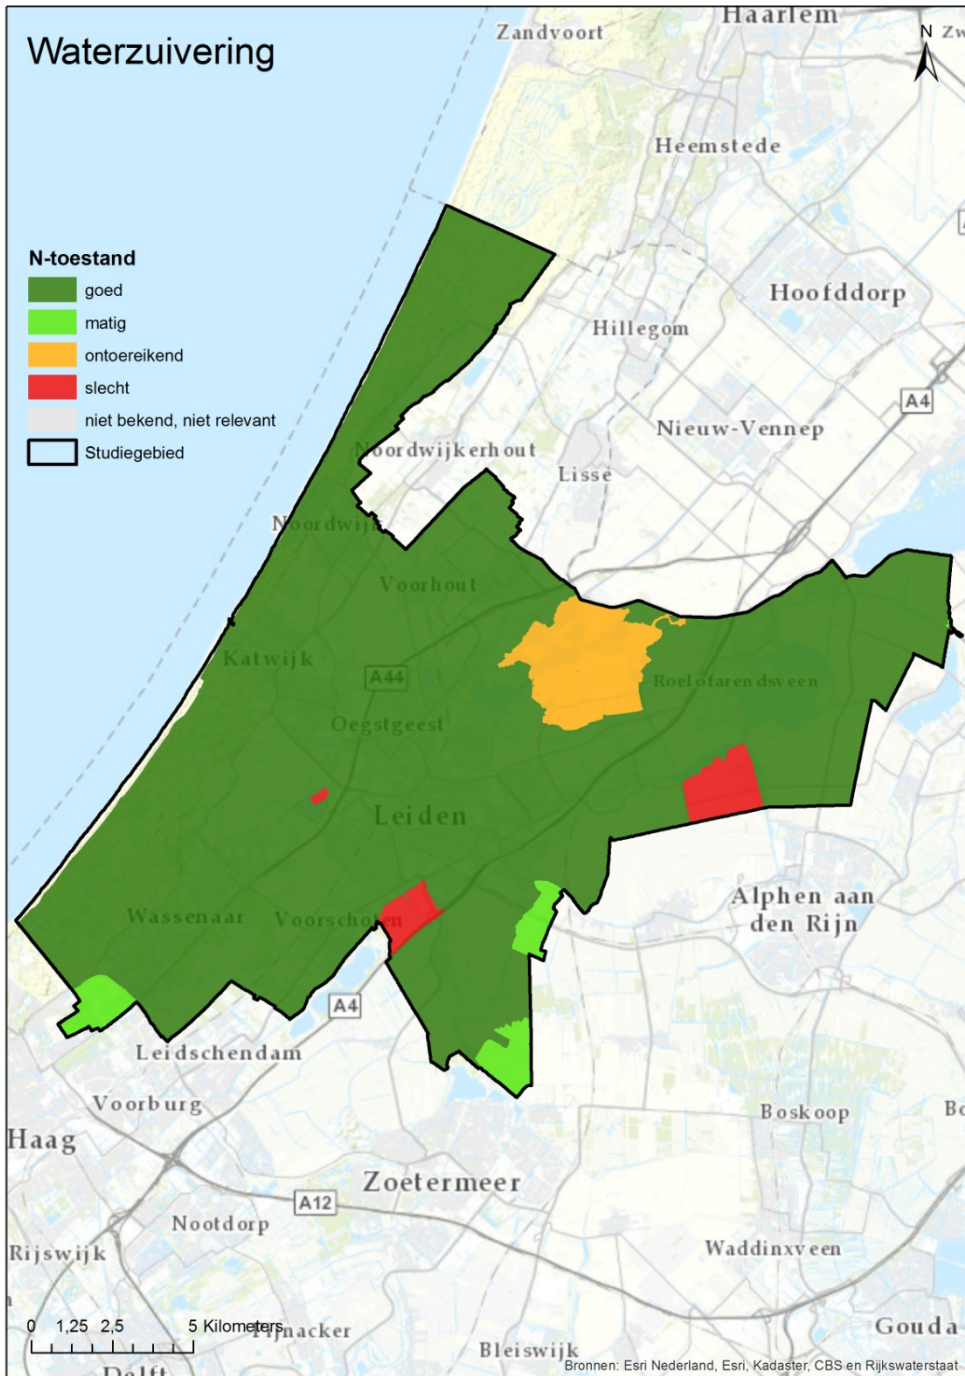 Waterzuivering
Haarlem
Zandvoort
N
Heemstede
N-toestand
goed
matig
ontoereikend
slecht
niet bekend, niet relevant
Studiegebied
Hoofddorp
Hillegom
A4
Nieuw-Vennep
Noordwijkerhout
Lisse
Noordwijk
Voorhout
Katwijk
A44
Roelofarendsveen
Oegstgeest
Leiden
Alphen aan
den Rijn
Wassenaar
Voorschoten
A4
Leidschendam
Voorburg
Boskoop
Haag
Zoetermeer
A12
Nootdorp
Rijswijk
Waddinxveen
0 1,25 2,5 5 Kilometers
Pijnacker
Gouda
Bleiswijk
Delft
Bronnen: Esri Nederland, Esri, Kadaster, CBS en Rijkswaterstaat